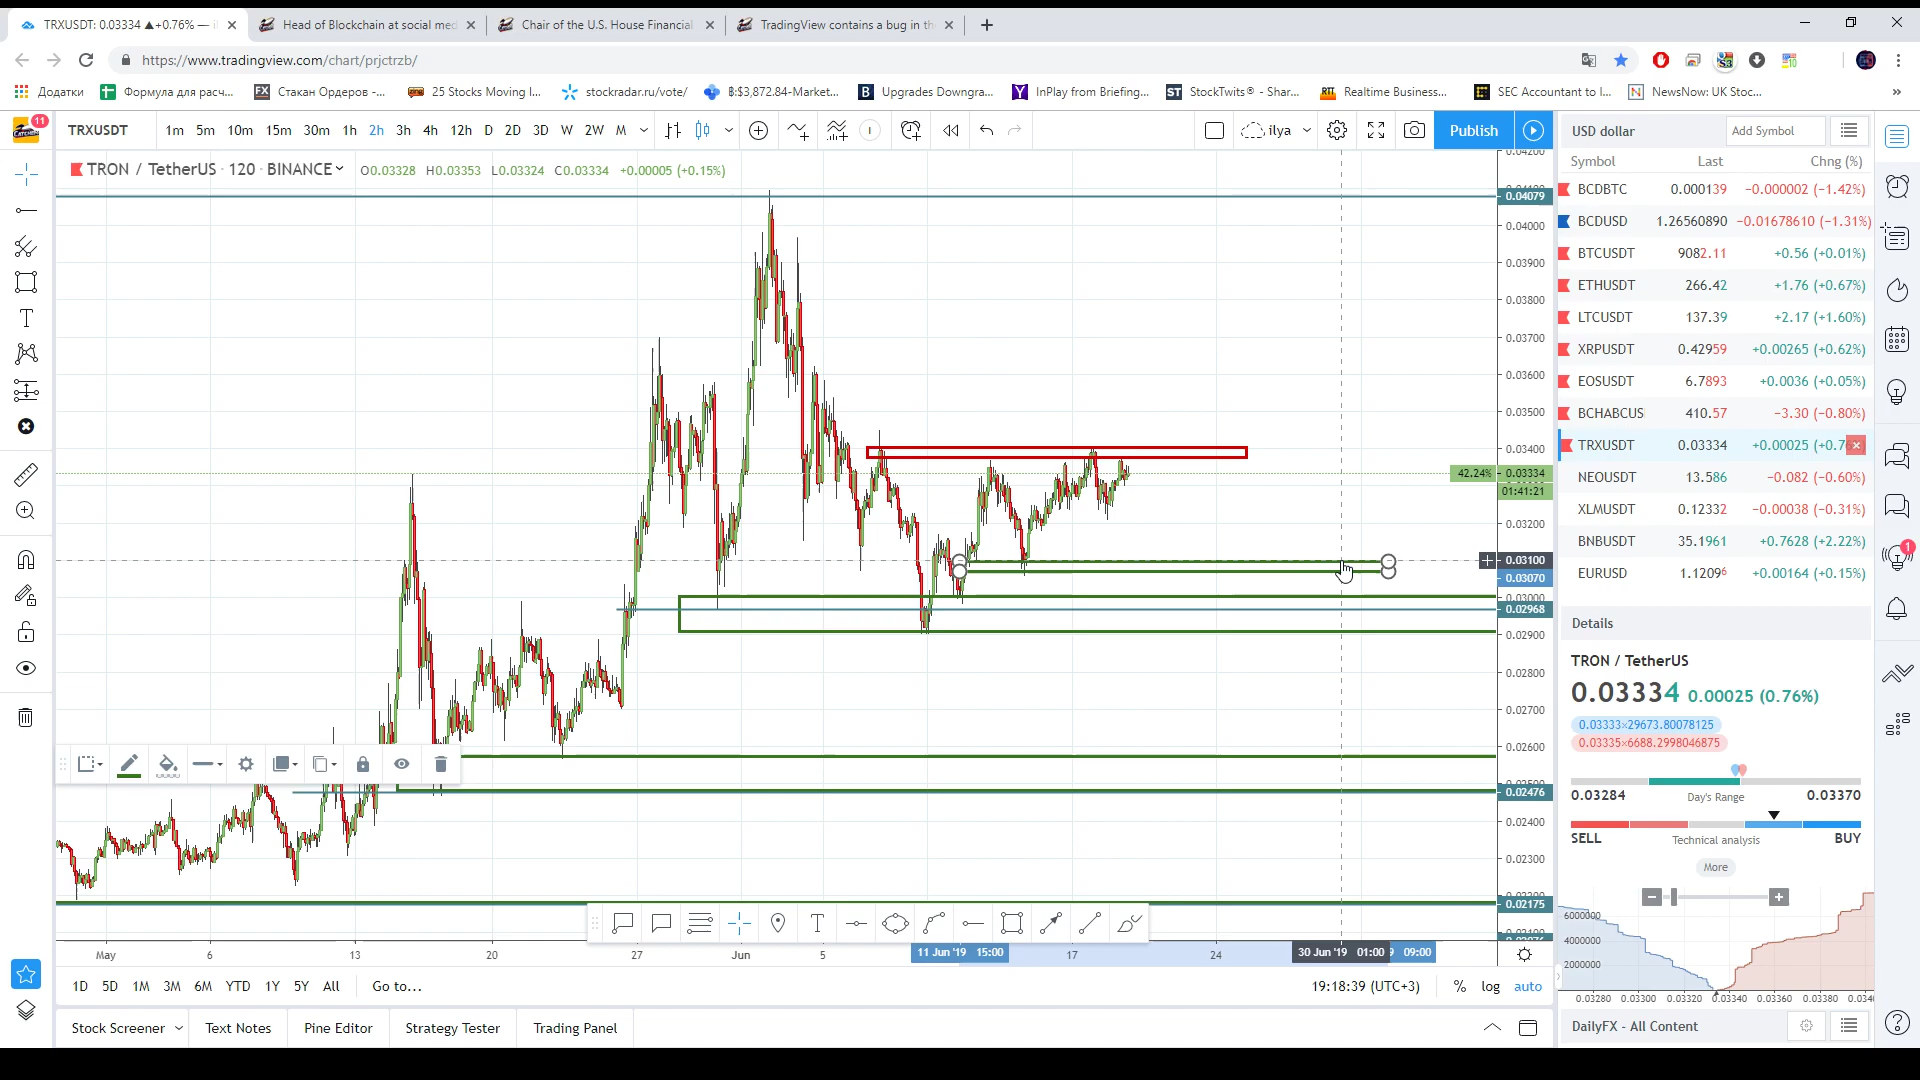 TRXUSDT: 0.03334 ▲+0.76% —
Head of Blockchain at social med
Chair of the U.S. House Financial
TradingView contains a bug in th
https://www.tradingview.com/chart/prjctrzb/
Додатки
Формула для расч...
Стакан Ордеров -...
25 Stocks Moving I...
stockradar.ru/vote/
B:$3,872.84-Market...
Upgrades Downgra...
InPlay from Briefing...
StockTwits® - Shar...
Realtime Business...
SEC Accountant to I...
NewsNow: UK Stoc...
11
TRXUSDT
1m 5m 10m 15m 30m 1h 2h 3h 4h 12h D 2D 3D W 2W M
ilya
Publish
TRON / TetherUS · 120 · BINANCE
O0.03328 H0.03353 L0.03324 C0.03334 +0.00005 (+0.15%)
0.04079
0.04000
0.03900
0.03800
0.03700
0.03600
0.03500
0.03400
42.24% 0.03334
01:41:21
0.03200
0.03100
0.03070
0.03000
0.02968
0.02900
0.02800
0.02700
0.02600
0.02476
0.02400
0.02300
0.02175
May 6 13 20 27 Jun 5 11 Jun '19 15:00 17 24 30 Jun '19 01:00 09:00
1D 5D 1M 3M 6M YTD 1Y 5Y All Go to...
19:18:39 (UTC+3) % log auto
Stock Screener Text Notes Pine Editor Strategy Tester Trading Panel
USD dollar Add Symbol
Symbol Last Chng (%)
BCDBTC 0.000139 −0.000002 (−1.42%)
BCDUSD 1.26560890 −0.01678610 (−1.31%)
BTCUSDT 9082.11 +0.56 (+0.01%)
ETHUSDT 266.42 +1.76 (+0.67%)
LTCUSDT 137.39 +2.17 (+1.60%)
XRPUSDT 0.42959 +0.00265 (+0.62%)
EOSUSDT 6.7893 +0.0036 (+0.05%)
BCHABCUS 410.57 −3.30 (−0.80%)
TRXUSDT 0.03334 +0.00025 (+0.7
NEOUSDT 13.586 −0.082 (−0.60%)
XLMUSDT 0.12332 −0.00038 (−0.31%)
BNBUSDT 35.1961 +0.7628 (+2.22%)
EURUSD 1.12096 +0.00164 (+0.15%)
Details
TRON / TetherUS
0.03334 0.00025 (0.76%)
0.03333×29673.80078125
0.03335×6688.2998046875
0.03284 Day's Range 0.03370
SELL Technical analysis BUY
More
6000000
4000000
2000000
0.03280 0.03300 0.03320 0.03340 0.03360 0.03380
DailyFX - All Content
1